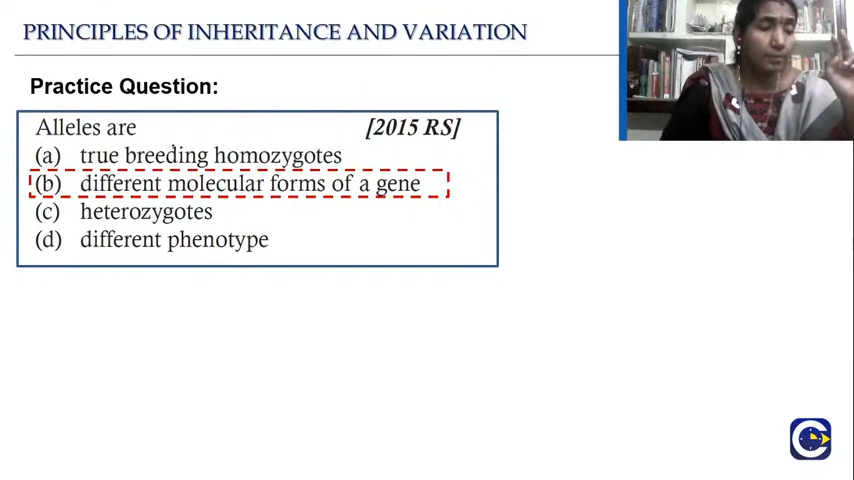 PRINCIPLES OF INHERITANCE AND VARIATION
Practice Question:
Alleles are [2015 RS]
(a) true breeding homozygotes
(b) different molecular forms of a gene
(c) heterozygotes
(d) different phenotype